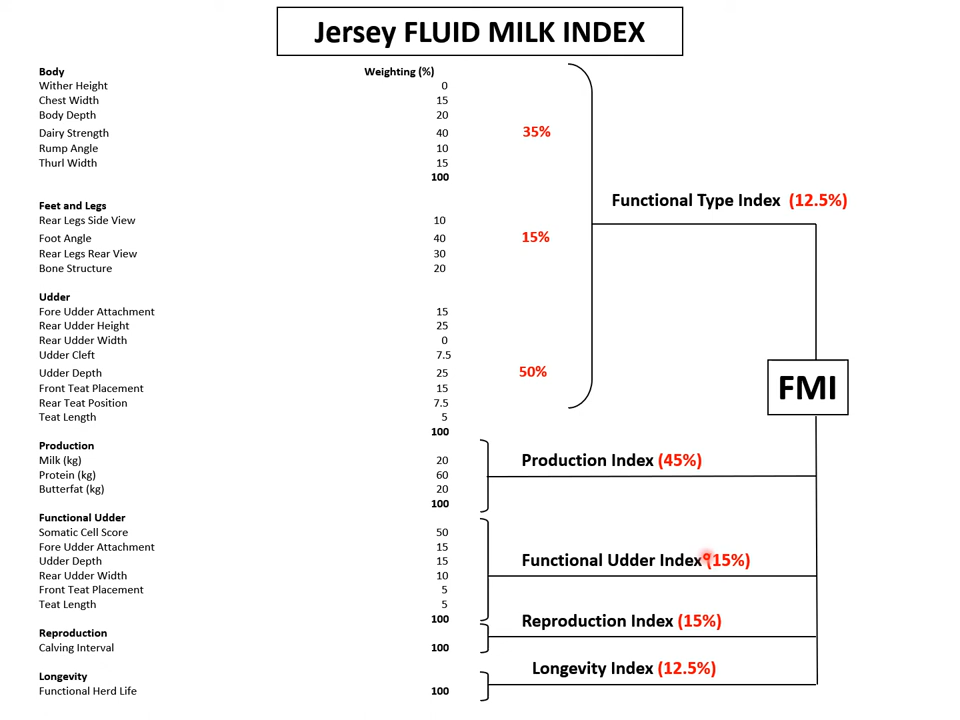 Jersey FLUID MILK INDEX
Body Weighting (%)
Wither Height 0
Chest Width 15
Body Depth 20
Dairy Strength 40 35%
Rump Angle 10
Thurl Width 15
100
Functional Type Index (12.5%)
Feet and Legs
Rear Legs Side View 10
Foot Angle 40 15%
Rear Legs Rear View 30
Bone Structure 20
Udder
Fore Udder Attachment 15
Rear Udder Height 25
Rear Udder Width 0
Udder Cleft 7.5
Udder Depth 25 50%
Front Teat Placement 15
FMI
Rear Teat Position 7.5
Teat Length 5
100
Production
Milk (kg) 20 Production Index (45%)
Protein (kg) 60
Butterfat (kg) 20
100
Functional Udder
Somatic Cell Score 50
Fore Udder Attachment 15
Udder Depth 15 Functional Udder Index (15%)
Rear Udder Width 10
Front Teat Placement 5
Teat Length 5
100 Reproduction Index (15%)
Reproduction
Calving Interval 100
Longevity Longevity Index (12.5%)
Functional Herd Life 100